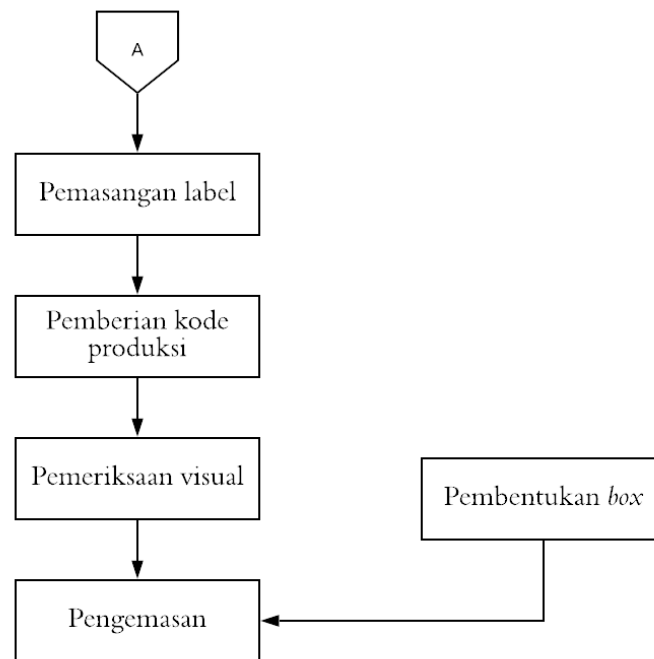 A
Pemasangan label
Pemberian kode
produksi
Pemeriksaan visual
Pembentukan box
Pengemasan